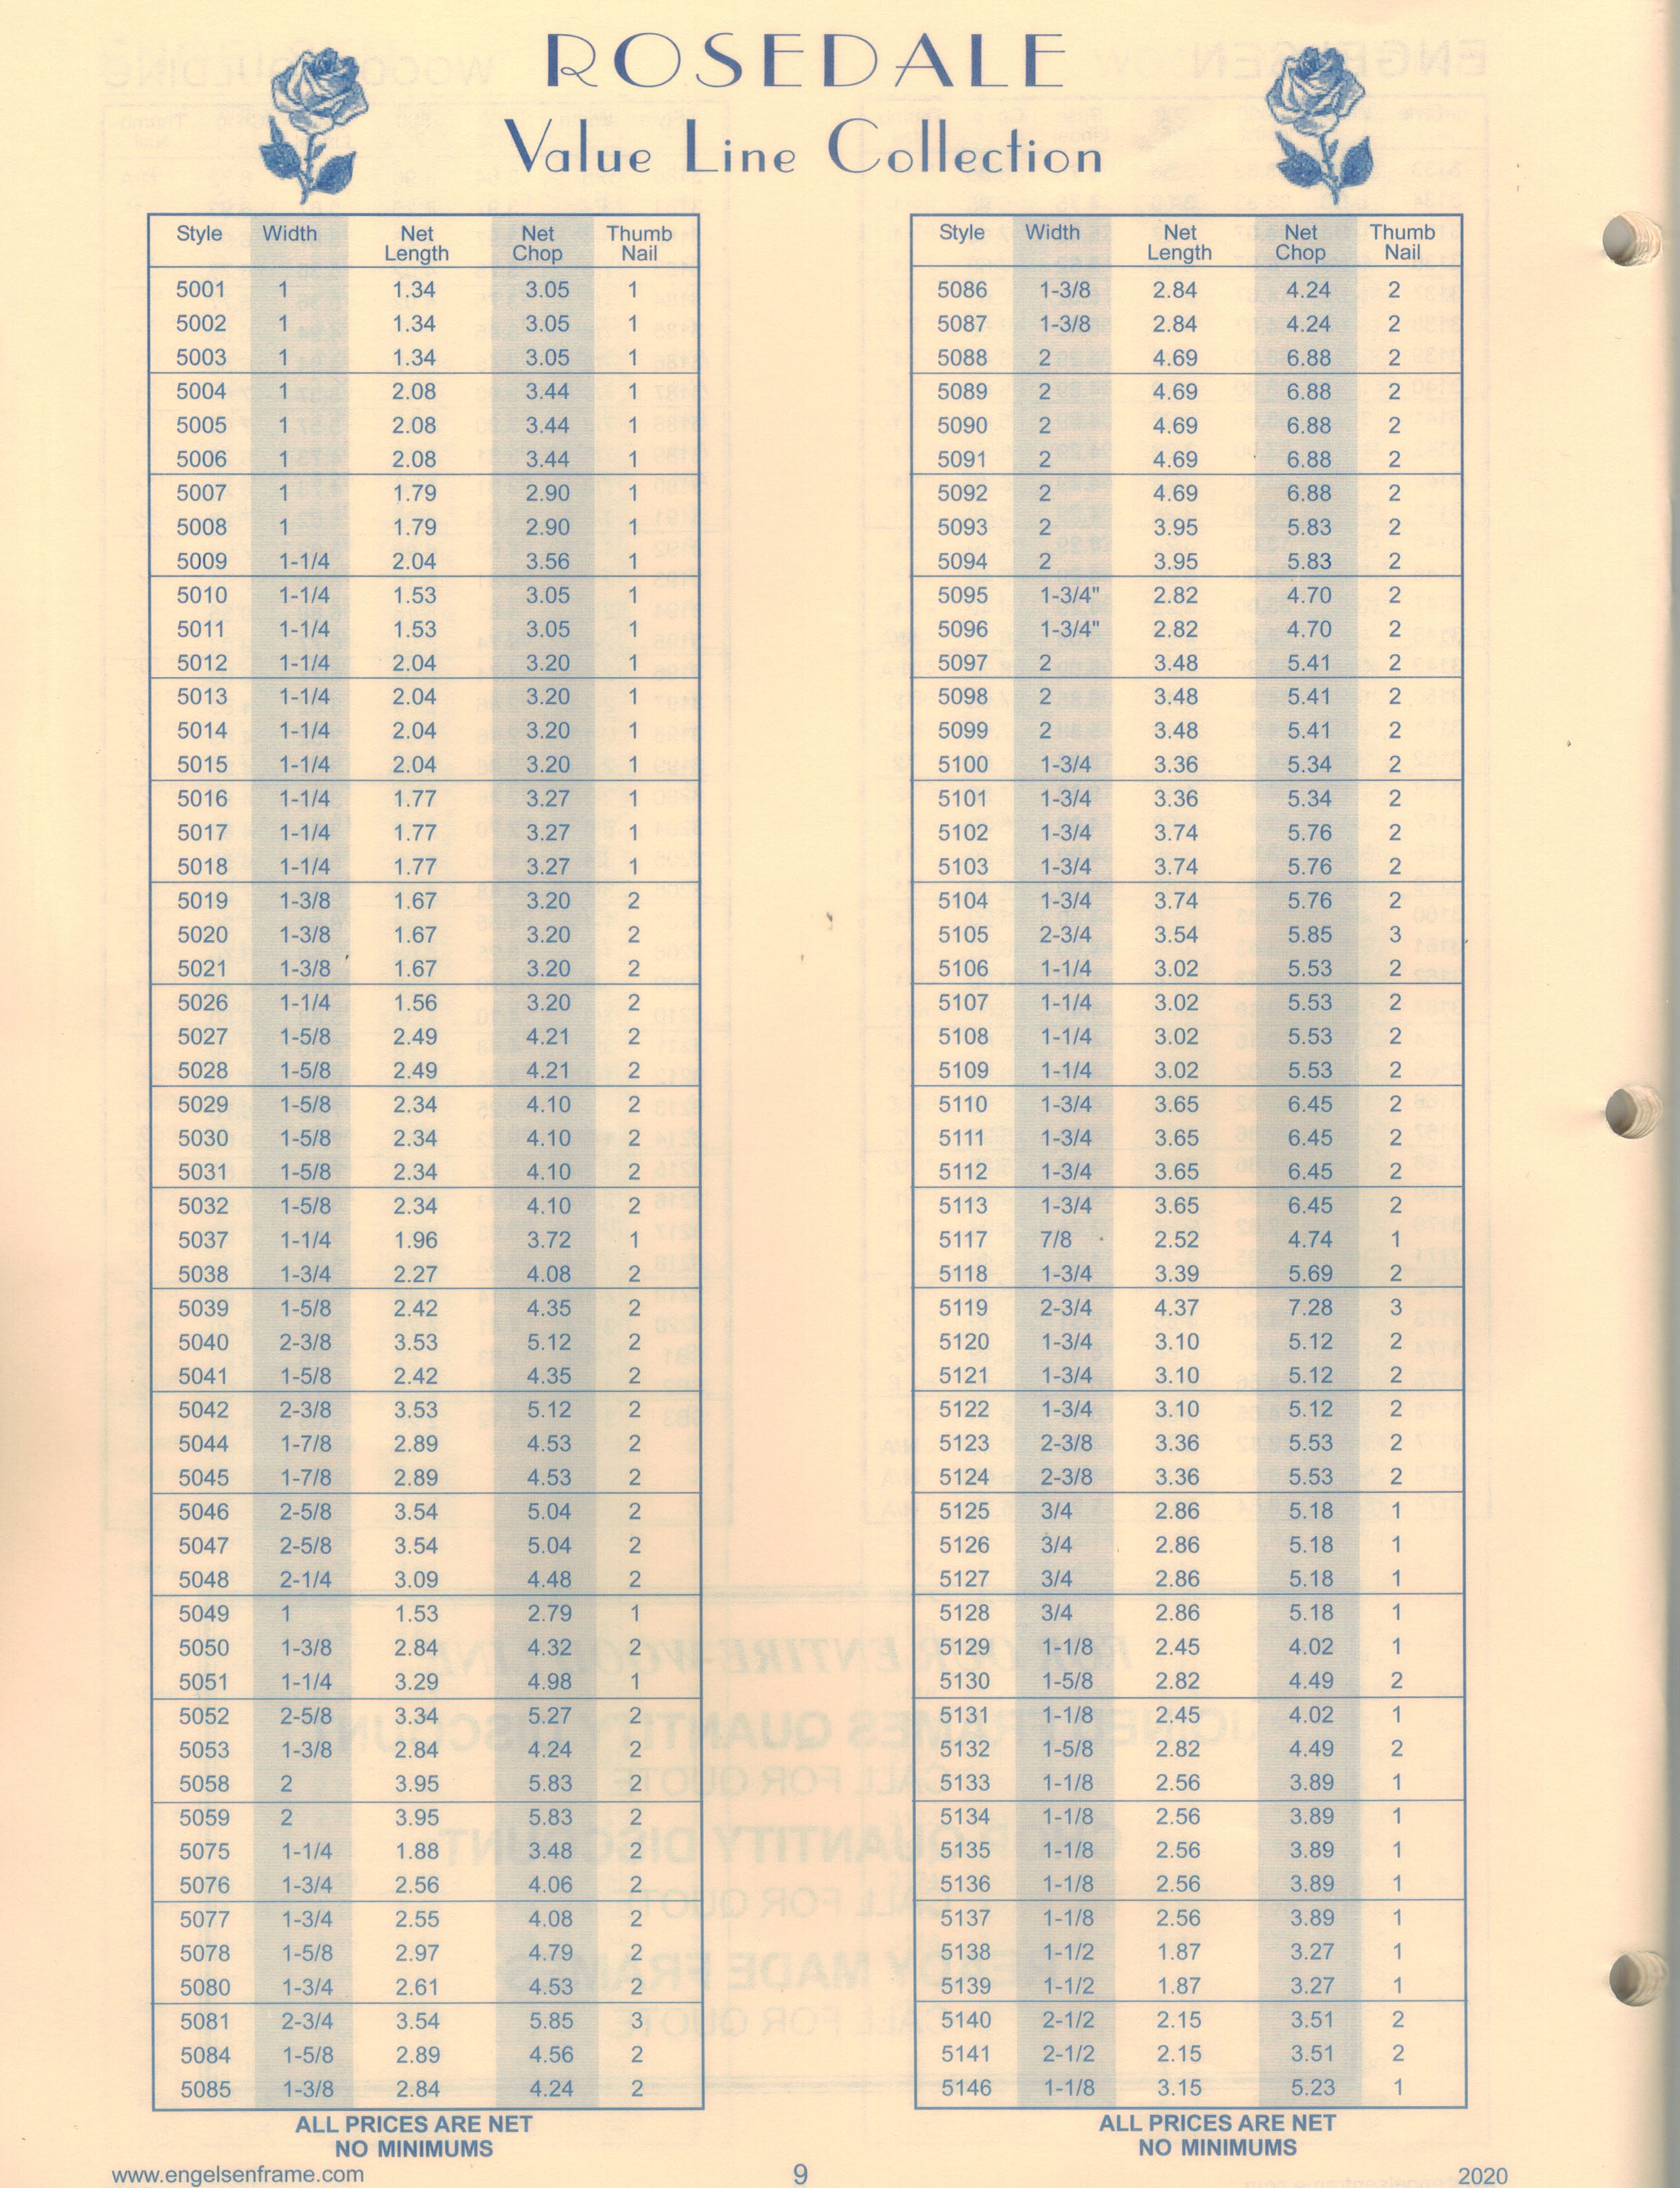 ROSEDALE
Value Line Collection
Style Width Net Length Net Chop Thumb Nail
5001 1 1.34 3.05 1
5002 1 1.34 3.05 1
5003 1 1.34 3.05 1
5004 1 2.08 3.44 1
5005 1 2.08 3.44 1
5006 1 2.08 3.44 1
5007 1 1.79 2.90 1
5008 1 1.79 2.90 1
5009 1-1/4 2.04 3.56 1
5010 1-1/4 1.53 3.05 1
5011 1-1/4 1.53 3.05 1
5012 1-1/4 2.04 3.20 1
5013 1-1/4 2.04 3.20 1
5014 1-1/4 2.04 3.20 1
5015 1-1/4 2.04 3.20 1
5016 1-1/4 1.77 3.27 1
5017 1-1/4 1.77 3.27 1
5018 1-1/4 1.77 3.27 1
5019 1-3/8 1.67 3.20 2
5020 1-3/8 1.67 3.20 2
5021 1-3/8 1.67 3.20 2
5026 1-1/4 1.56 3.20 2
5027 1-5/8 2.49 4.21 2
5028 1-5/8 2.49 4.21 2
5029 1-5/8 2.34 4.10 2
5030 1-5/8 2.34 4.10 2
5031 1-5/8 2.34 4.10 2
5032 1-5/8 2.34 4.10 2
5037 1-1/4 1.96 3.72 1
5038 1-3/4 2.27 4.08 2
5039 1-5/8 2.42 4.35 2
5040 2-3/8 3.53 5.12 2
5041 1-5/8 2.42 4.35 2
5042 2-3/8 3.53 5.12 2
5044 1-7/8 2.89 4.53 2
5045 1-7/8 2.89 4.53 2
5046 2-5/8 3.54 5.04 2
5047 2-5/8 3.54 5.04 2
5048 2-1/4 3.09 4.48 2
5049 1 1.53 2.79 1
5050 1-3/8 2.84 4.32 2
5051 1-1/4 3.29 4.98 1
5052 2-5/8 3.34 5.27 2
5053 1-3/8 2.84 4.24 2
5058 2 3.95 5.83 2
5059 2 3.95 5.83 2
5075 1-1/4 1.88 3.48 2
5076 1-3/4 2.56 4.06 2
5077 1-3/4 2.55 4.08 2
5078 1-5/8 2.97 4.79 2
5080 1-3/4 2.61 4.53 2
5081 2-3/4 3.54 5.85 3
5084 1-5/8 2.89 4.56 2
5085 1-3/8 2.84 4.24 2
ALL PRICES ARE NET
NO MINIMUMS
Style Width Net Length Net Chop Thumb Nail
5086 1-3/8 2.84 4.24 2
5087 1-3/8 2.84 4.24 2
5088 2 4.69 6.88 2
5089 2 4.69 6.88 2
5090 2 4.69 6.88 2
5091 2 4.69 6.88 2
5092 2 4.69 6.88 2
5093 2 3.95 5.83 2
5094 2 3.95 5.83 2
5095 1-3/4" 2.82 4.70 2
5096 1-3/4" 2.82 4.70 2
5097 2 3.48 5.41 2
5098 2 3.48 5.41 2
5099 2 3.48 5.41 2
5100 1-3/4 3.36 5.34 2
5101 1-3/4 3.36 5.34 2
5102 1-3/4 3.74 5.76 2
5103 1-3/4 3.74 5.76 2
5104 1-3/4 3.74 5.76 2
5105 2-3/4 3.54 5.85 3
5106 1-1/4 3.02 5.53 2
5107 1-1/4 3.02 5.53 2
5108 1-1/4 3.02 5.53 2
5109 1-1/4 3.02 5.53 2
5110 1-3/4 3.65 6.45 2
5111 1-3/4 3.65 6.45 2
5112 1-3/4 3.65 6.45 2
5113 1-3/4 3.65 6.45 2
5117 7/8 2.52 4.74 1
5118 1-3/4 3.39 5.69 2
5119 2-3/4 4.37 7.28 3
5120 1-3/4 3.10 5.12 2
5121 1-3/4 3.10 5.12 2
5122 1-3/4 3.10 5.12 2
5123 2-3/8 3.36 5.53 2
5124 2-3/8 3.36 5.53 2
5125 3/4 2.86 5.18 1
5126 3/4 2.86 5.18 1
5127 3/4 2.86 5.18 1
5128 3/4 2.86 5.18 1
5129 1-1/8 2.45 4.02 1
5130 1-5/8 2.82 4.49 2
5131 1-1/8 2.45 4.02 1
5132 1-5/8 2.82 4.49 2
5133 1-1/8 2.56 3.89 1
5134 1-1/8 2.56 3.89 1
5135 1-1/8 2.56 3.89 1
5136 1-1/8 2.56 3.89 1
5137 1-1/8 2.56 3.89 1
5138 1-1/2 1.87 3.27 1
5139 1-1/2 1.87 3.27 1
5140 2-1/2 2.15 3.51 2
5141 2-1/2 2.15 3.51 2
5146 1-1/8 3.15 5.23 1
ALL PRICES ARE NET
NO MINIMUMS
www.engelsenframe.com 9 2020